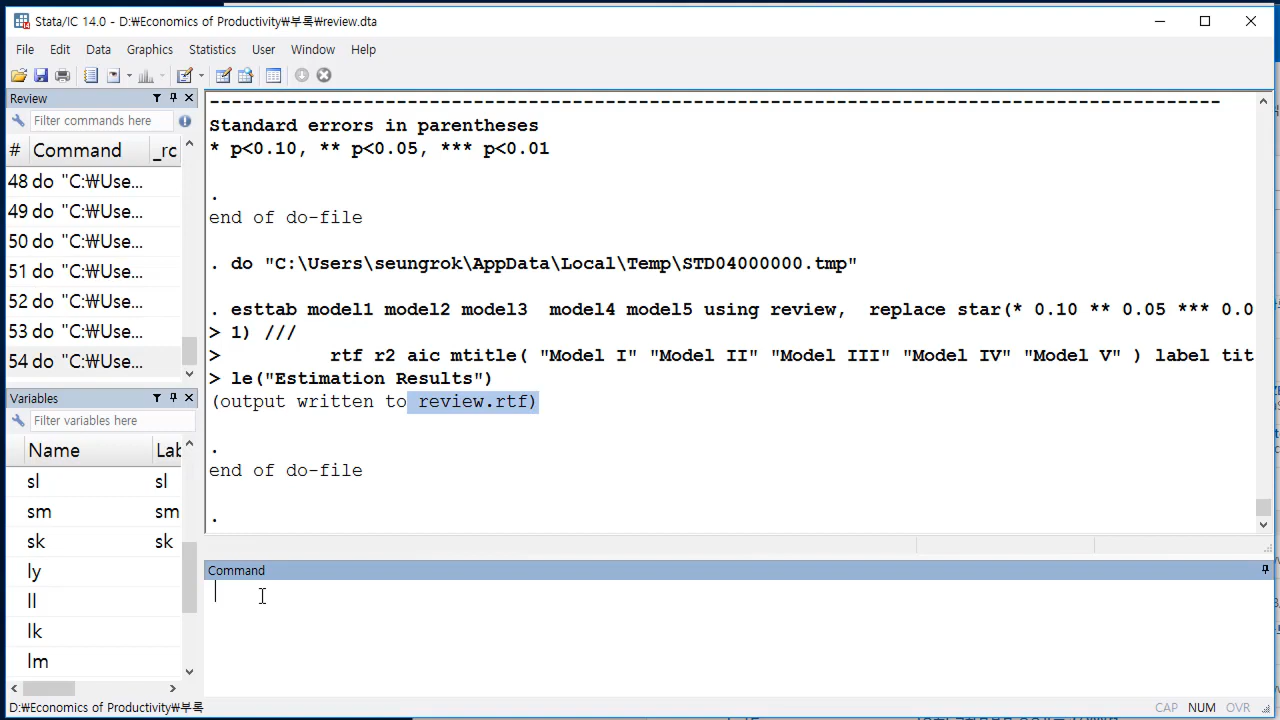 Stata/IC 14.0 - D:₩Economics of Productivity₩부록₩review.dta
File Edit Data Graphics Statistics User Window Help
Review
Filter commands here
# Command _rc
48 do "C:₩Use...
49 do "C:₩Use...
50 do "C:₩Use...
51 do "C:₩Use...
52 do "C:₩Use...
53 do "C:₩Use...
54 do "C:₩Use...
Variables
Filter variables here
Name Lab
sl sl
sm sm
sk sk
ly
ll
lk
lm
--------------------------------------------------------------------------------------------
Standard errors in parentheses
* p<0.10, ** p<0.05, *** p<0.01
.
end of do-file
. do "C:\Users\seungrok\AppData\Local\Temp\STD04000000.tmp"
. esttab model1 model2 model3  model4 model5 using review,  replace star(* 0.10 ** 0.05 *** 0.0
> 1) ///
>          rtf r2 aic mtitle( "Model I" "Model II" "Model III" "Model IV" "Model V" ) label tit
> le("Estimation Results")
(output written to review.rtf)
.
end of do-file
.
Command
D:₩Economics of Productivity₩부록
CAP NUM OVR